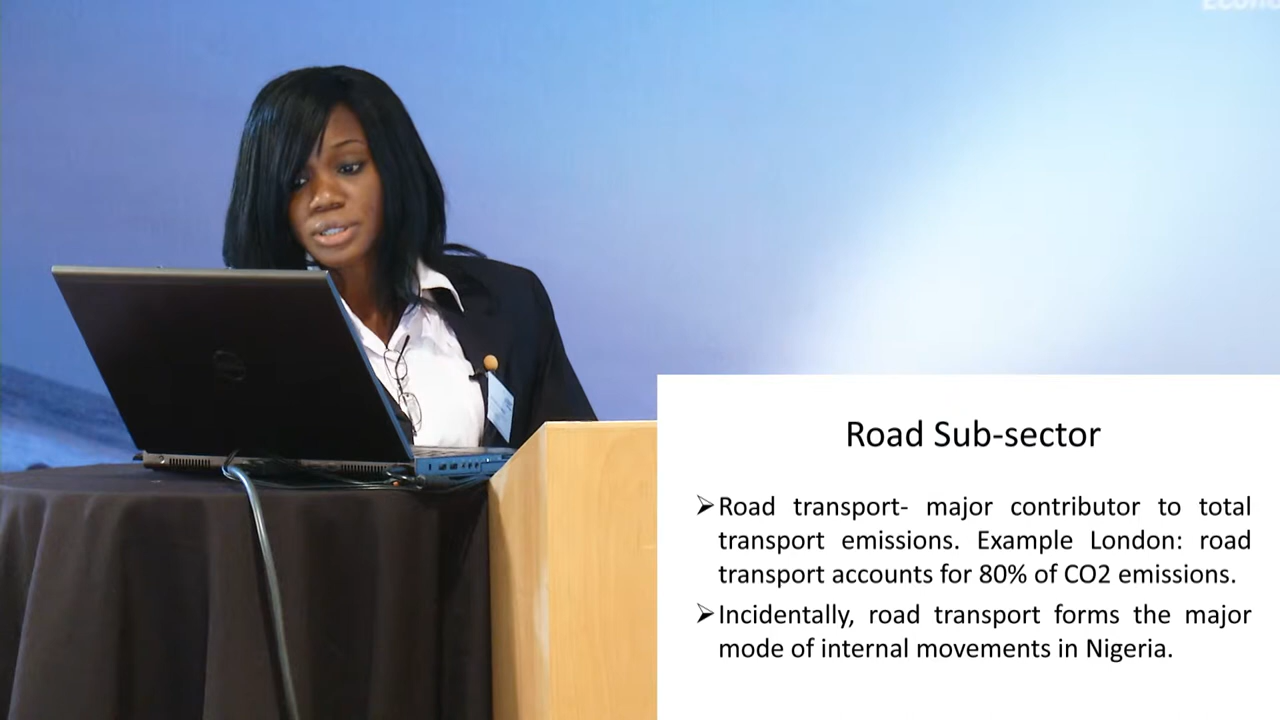 Road Sub-sector
➢Road transport- major contributor to total
transport emissions. Example London: road
transport accounts for 80% of CO2 emissions.
➢Incidentally, road transport forms the major
mode of internal movements in Nigeria.